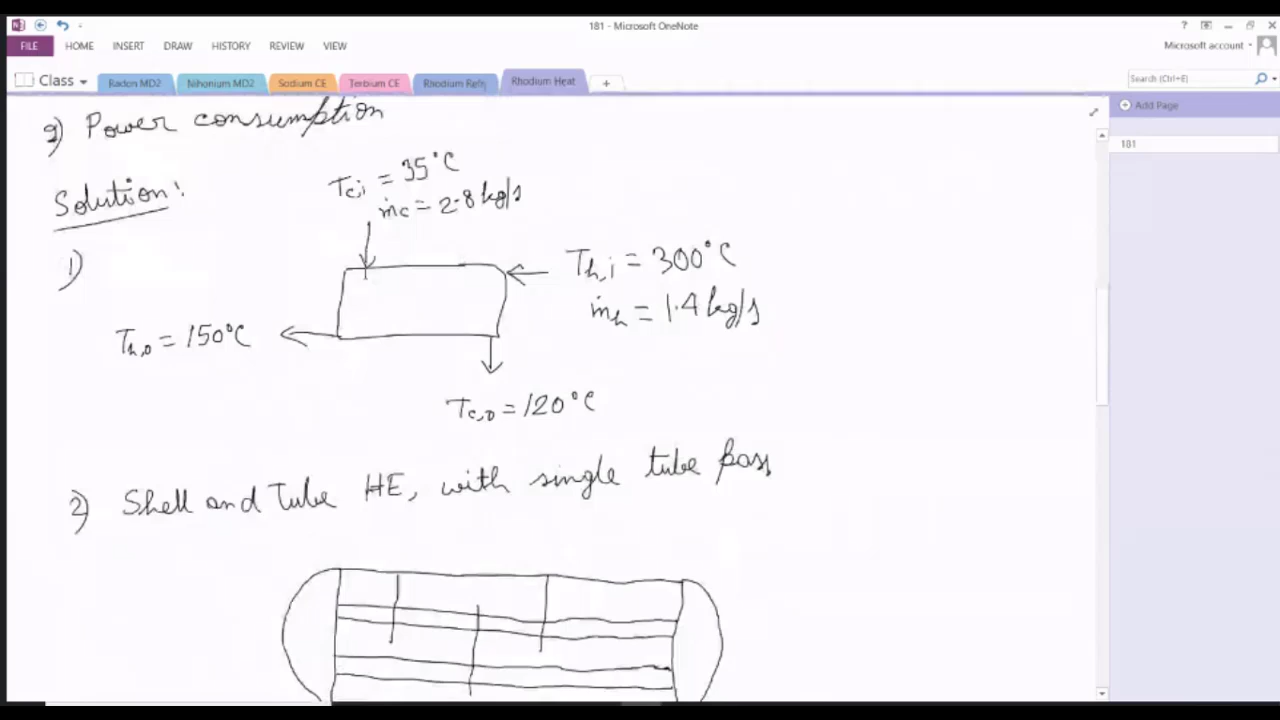 181 - Microsoft OneNote
FILE HOME INSERT DRAW HISTORY REVIEW VIEW
Microsoft account
Class Radon MD2 Nihonium MD2 Sodium CE Terbium CE Rhodium Refri Rhodium Heat
Search (Ctrl+E)
Add Page
181
9) Power consumption
Solution:
1)
Tc,i = 35°C
ṁc = 2.8 kg/s
Th,i = 300°C
ṁh = 1.4 kg/s
Th,o = 150°C
Tc,o = 120°C
2) Shell and Tube HE, with single tube pass